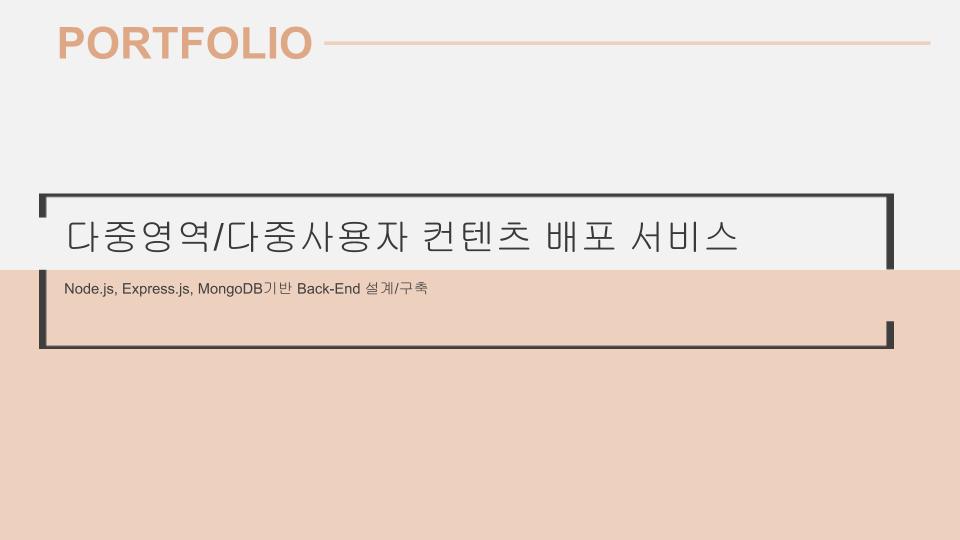 PORTFOLIO
다중영역/다중사용자 컨텐츠 배포 서비스
Node.js, Express.js, MongoDB기반 Back-End 설계/구축